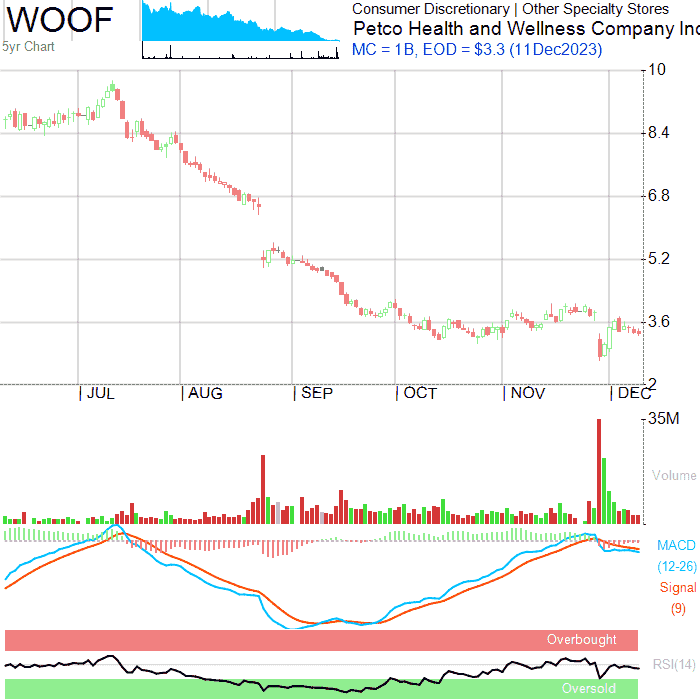 WOOF
5yr Chart
Consumer Discretionary | Other Specialty Stores
Petco Health and Wellness Company Inc
MC = 1B, EOD = $3.3 (11Dec2023)
10
8.4
6.8
5.2
3.6
2
| JUL | AUG | SEP | OCT | NOV | DEC
35M
Volume
MACD
(12-26)
Signal
(9)
Overbought
RSI(14)
Oversold